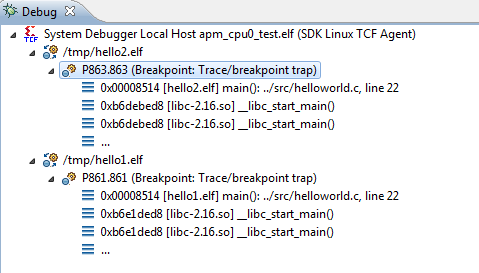 Debug
TCF System Debugger Local Host apm_cpu0_test.elf (SDK Linux TCF Agent)
/tmp/hello2.elf
P863.863 (Breakpoint: Trace/breakpoint trap)
0x00008514 [hello2.elf] main(): ../src/helloworld.c, line 22
0xb6debed8 [libc-2.16.so] __libc_start_main()
0xb6debed8 [libc-2.16.so] __libc_start_main()
...
/tmp/hello1.elf
P861.861 (Breakpoint: Trace/breakpoint trap)
0x00008514 [hello1.elf] main(): ../src/helloworld.c, line 22
0xb6e1ded8 [libc-2.16.so] __libc_start_main()
0xb6e1ded8 [libc-2.16.so] __libc_start_main()
...